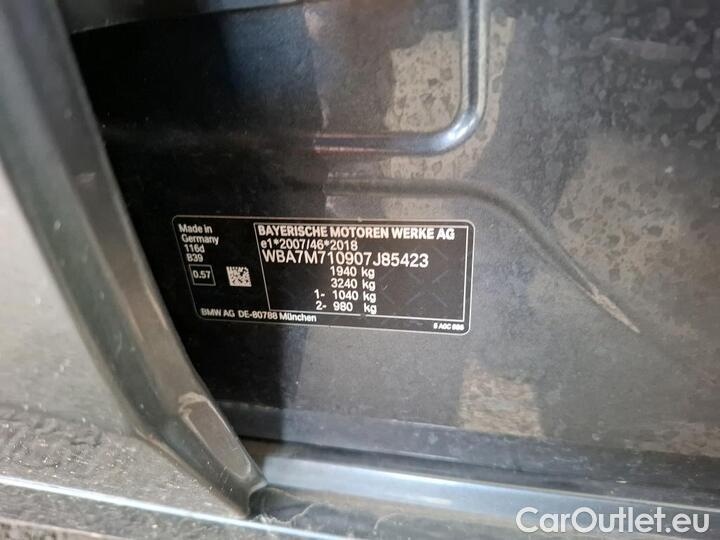 Made in
Germany
116d
B39
0.57
BAYERISCHE MOTOREN WERKE AG
e1*2007/46*2018
WBA7M710907J85423
1940 kg
3240 kg
1- 1040 kg
2- 980 kg
BMW AG DE-80788 München
CarOutlet.eu